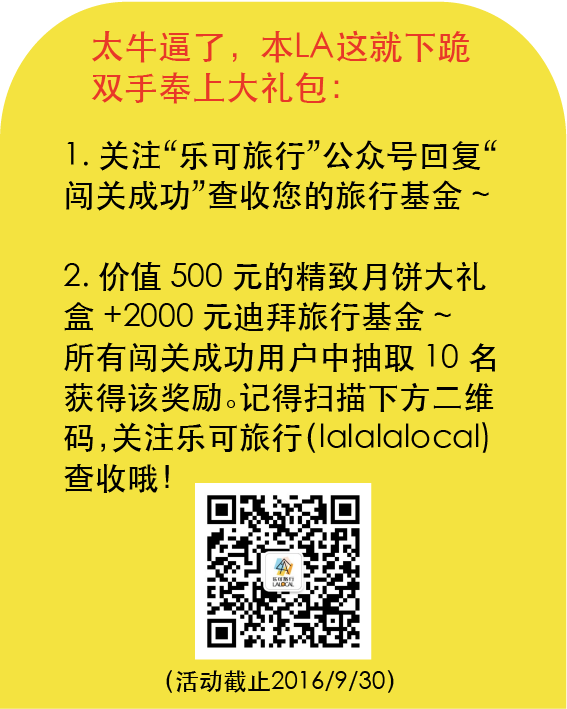 太牛逼了，本LA这就下跪
双手奉上大礼包：
1. 关注“乐可旅行”公众号回复“
闯关成功”查收您的旅行基金~
2. 价值 500 元的精致月饼大礼
盒 +2000 元迪拜旅行基金~
所有闯关成功用户中抽取 10 名
获得该奖励。记得扫描下方二维
码，关注乐可旅行(lalalalocal)
查收哦！
乐可旅行
LALOCAL
(活动截止2016/9/30)